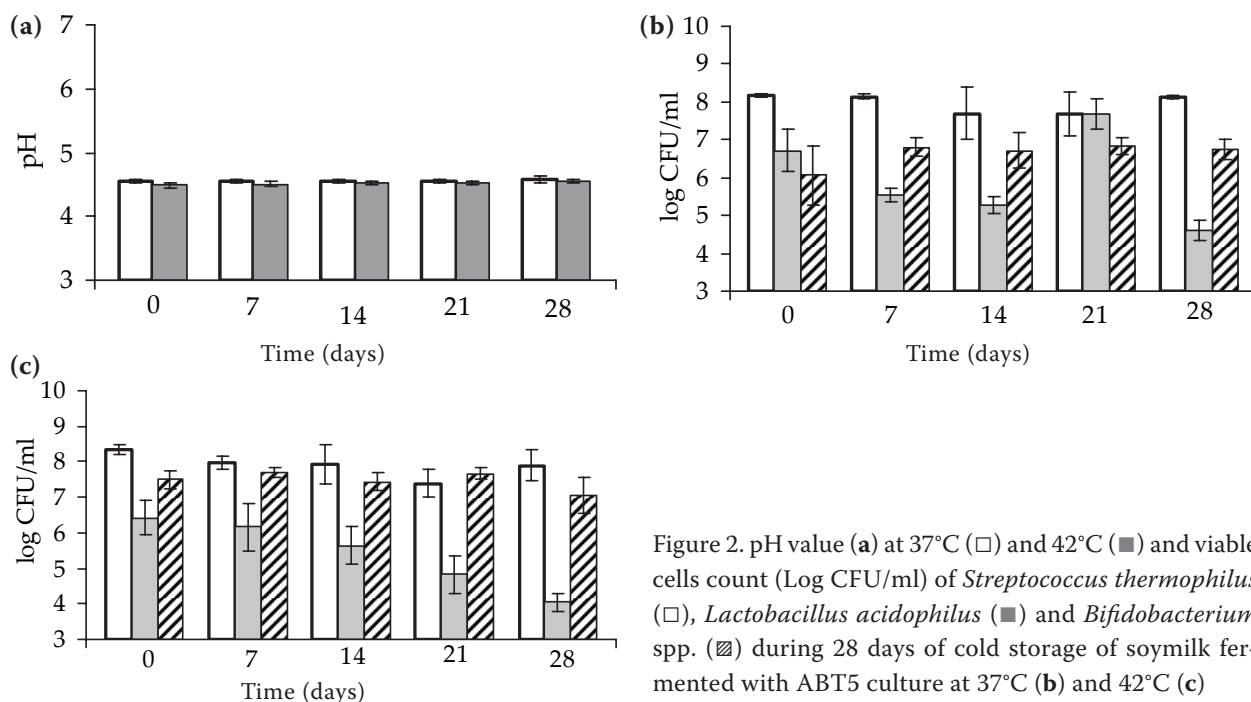 (a)
7
6
5
4
3
pH
0 7 14 21 28
Time (days)
(b)
10
9
8
7
6
5
4
3
log CFU/ml
0 7 14 21 28
Time (days)
(c)
10
9
8
7
6
5
4
3
log CFU/ml
0 7 14 21 28
Time (days)
Figure 2. pH value (a) at 37°C (□) and 42°C (■) and viable
cells count (Log CFU/ml) of Streptococcus thermophilus
(□), Lactobacillus acidophilus (■) and Bifidobacterium
spp. (▨) during 28 days of cold storage of soymilk fer-
mented with ABT5 culture at 37°C (b) and 42°C (c)